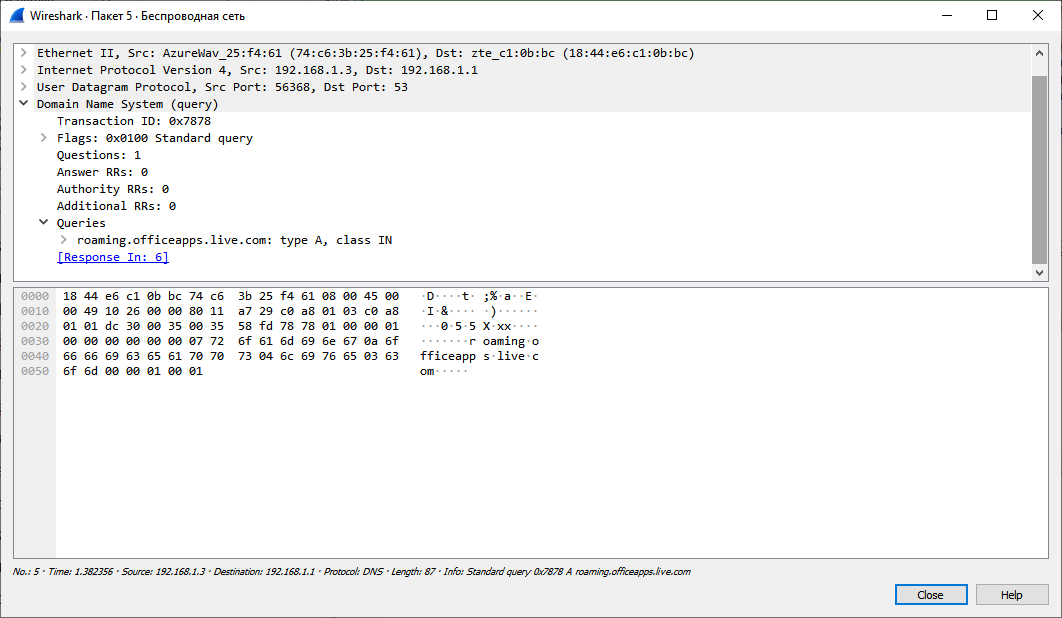 Wireshark · Пакет 5 · Беспроводная сеть
Ethernet II, Src: AzureWav_25:f4:61 (74:c6:3b:25:f4:61), Dst: zte_c1:0b:bc (18:44:e6:c1:0b:bc)
Internet Protocol Version 4, Src: 192.168.1.3, Dst: 192.168.1.1
User Datagram Protocol, Src Port: 56368, Dst Port: 53
Domain Name System (query)
Transaction ID: 0x7878
Flags: 0x0100 Standard query
Questions: 1
Answer RRs: 0
Authority RRs: 0
Additional RRs: 0
Queries
roaming.officeapps.live.com: type A, class IN
[Response In: 6]
0000 18 44 e6 c1 0b bc 74 c6 3b 25 f4 61 08 00 45 00 ·D····t· ;%·a··E·
0010 00 49 10 26 00 00 80 11 a7 29 c0 a8 01 03 c0 a8 ·I·&···· ·)······
0020 01 01 dc 30 00 35 00 35 58 fd 78 78 01 00 00 01 ···0·5·5 X·xx····
0030 00 00 00 00 00 00 07 72 6f 61 6d 69 6e 67 0a 6f ·······r oaming·o
0040 66 66 69 63 65 61 70 70 73 04 6c 69 76 65 03 63 fficeapp s·live·c
0050 6f 6d 00 00 01 00 01 om·····
No.: 5 · Time: 1.382356 · Source: 192.168.1.3 · Destination: 192.168.1.1 · Protocol: DNS · Length: 87 · Info: Standard query 0x7878 A roaming.officeapps.live.com
Close Help